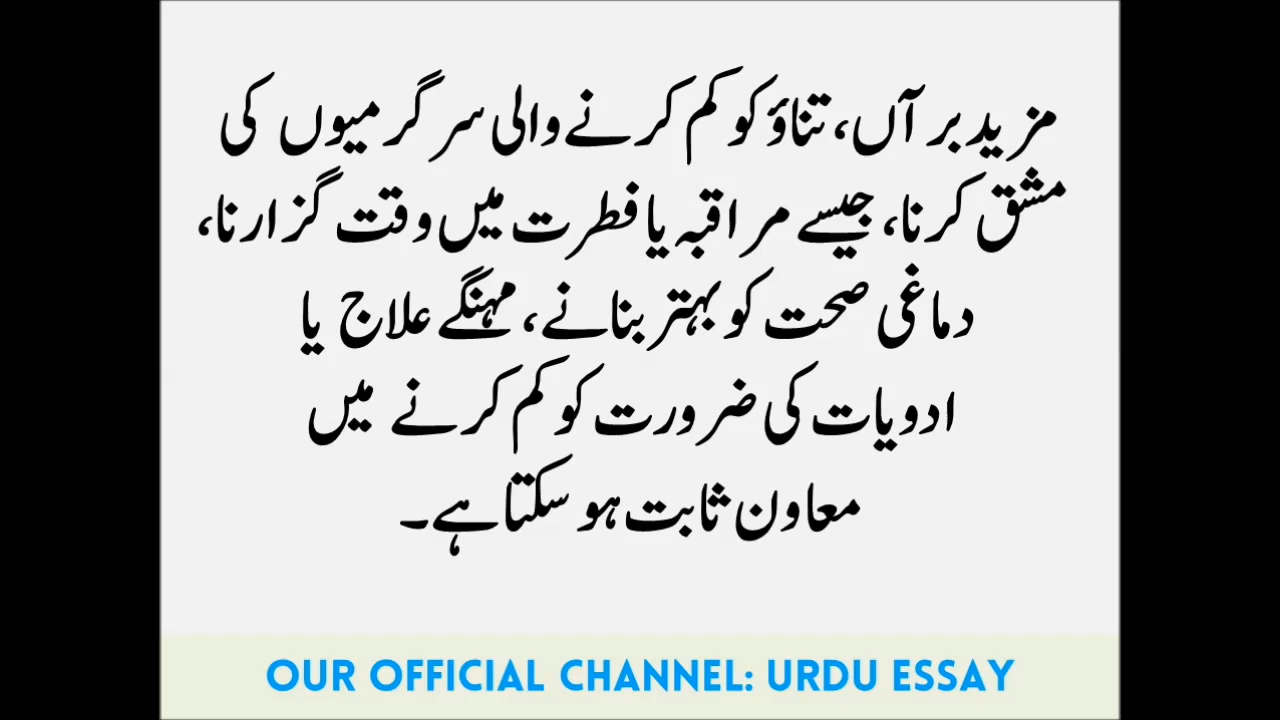 مزید بر آں، تناؤ کو کم کرنے والی سرگرمیوں کی
مشق کرنا، جیسے مراقبہ یا فطرت میں وقت گزارنا،
دماغی صحت کو بہتر بنانے، مہنگے علاج یا
ادویات کی ضرورت کو کم کرنے میں
معاون ثابت ہو سکتا ہے۔
OUR OFFICIAL CHANNEL: URDU ESSAY